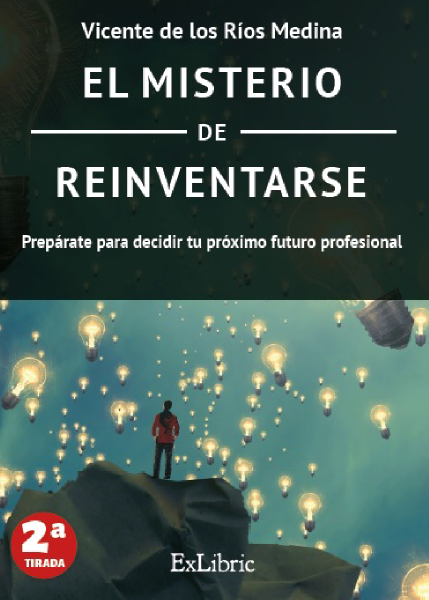 Vicente de los Ríos Medina
EL MISTERIO
DE
REINVENTARSE
Prepárate para decidir tu próximo futuro profesional
2ª
TIRADA
ExLibric